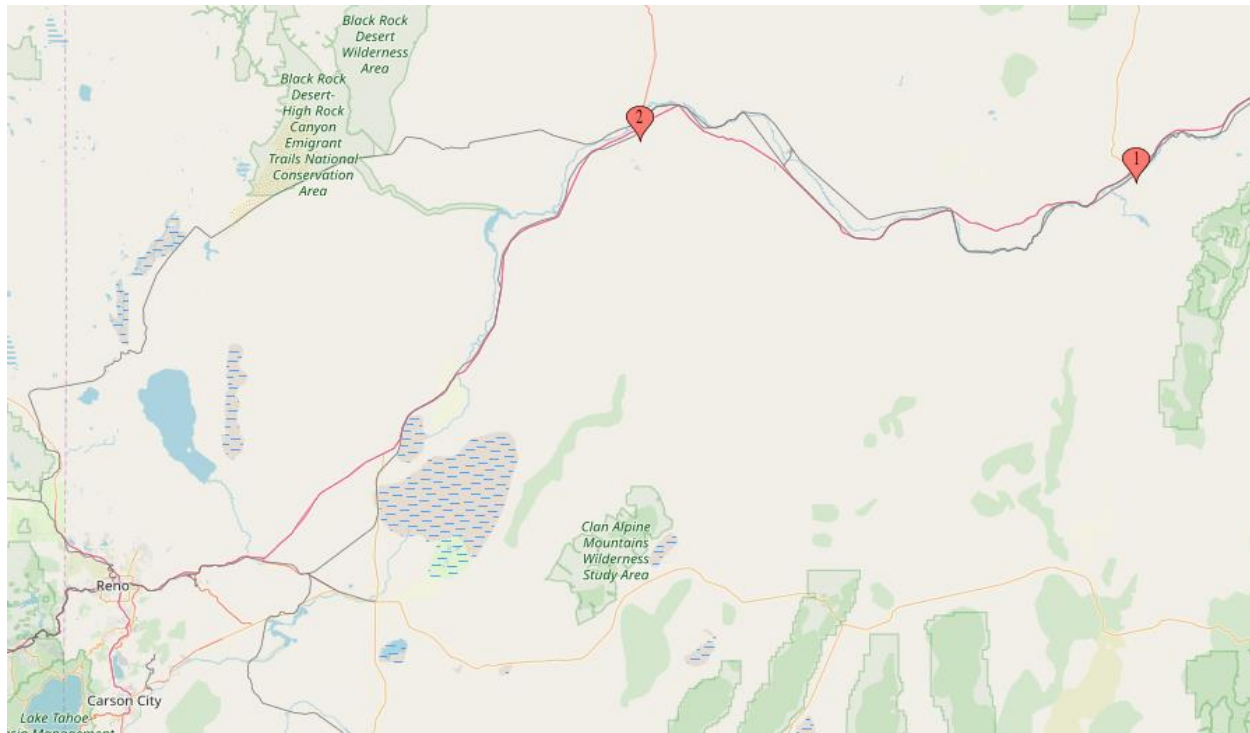 Black Rock
Desert
Wilderness
Area
Black Rock
Desert-
High Rock
Canyon
Emigrant
Trails National
Conservation
Area
2
1
Clan Alpine
Mountains
Wilderness
Study Area
Reno
Carson City
Lake Tahoe